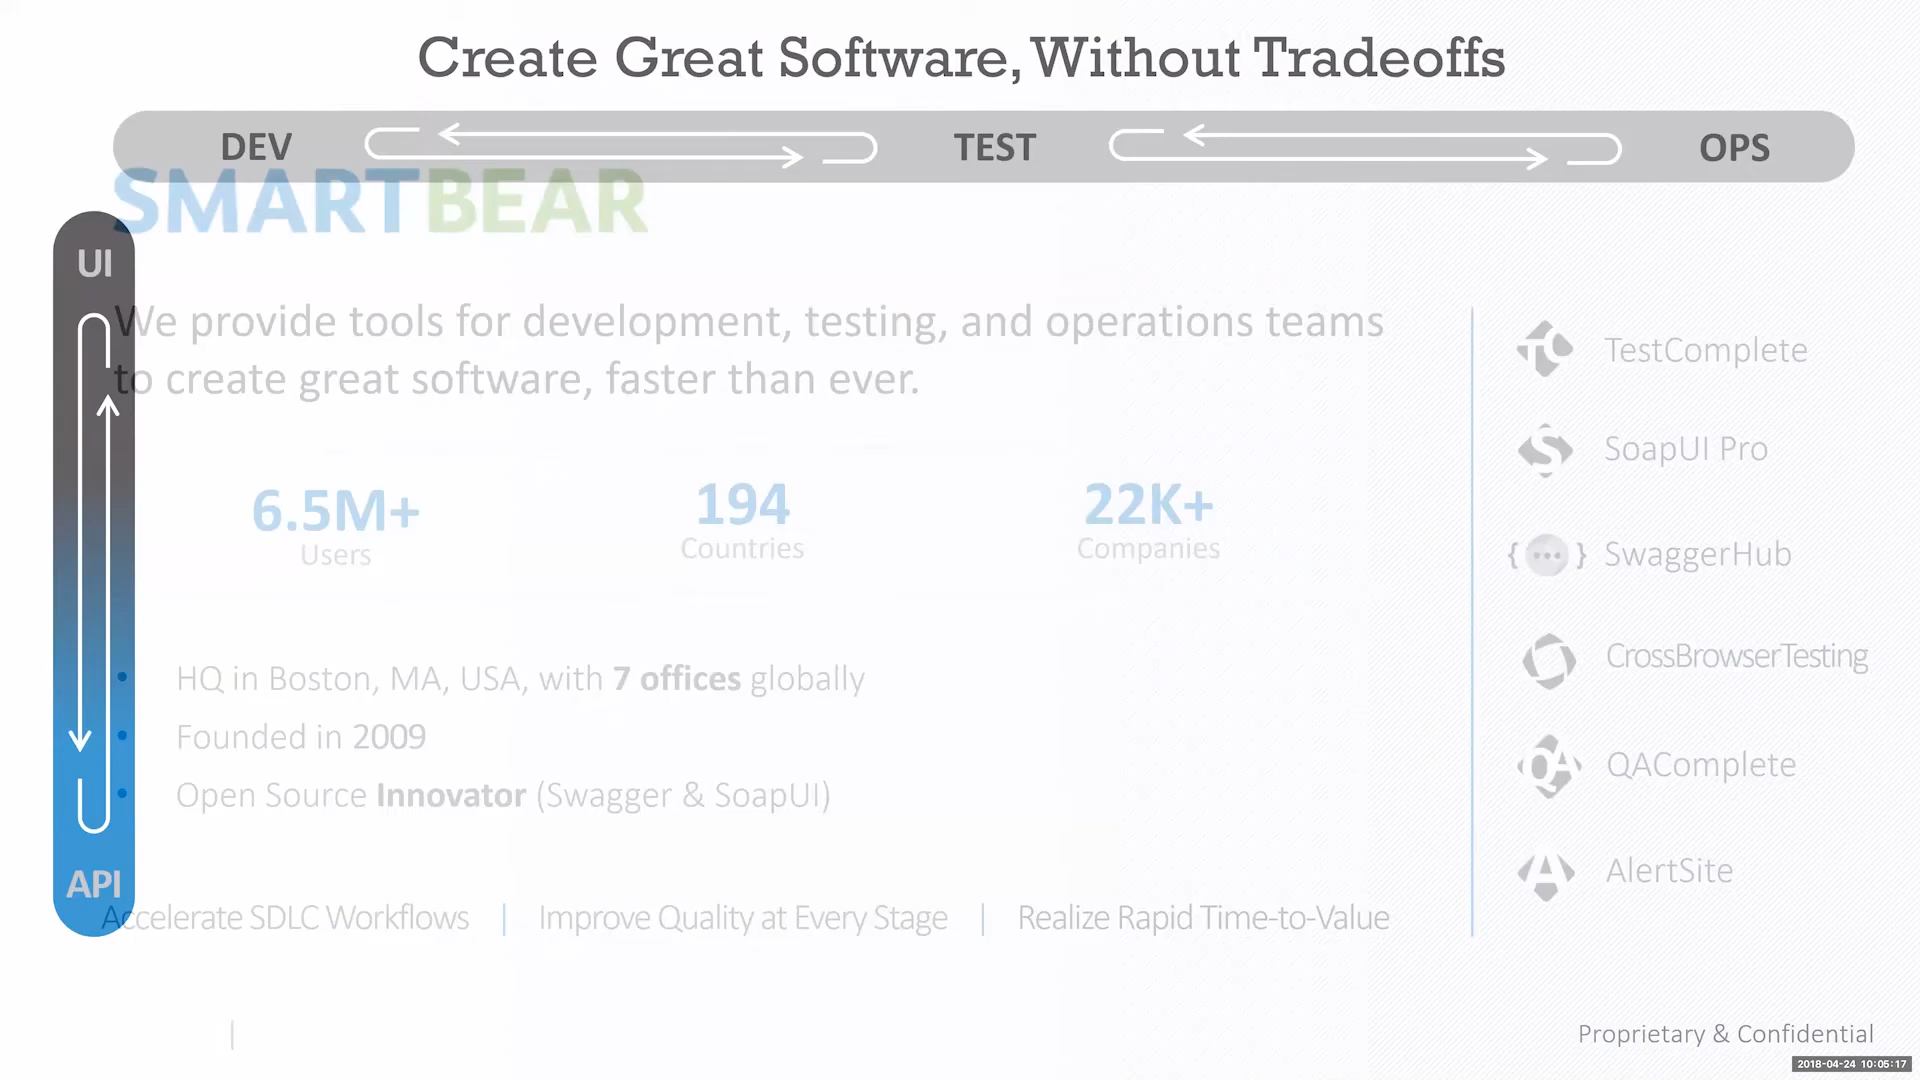 Create Great Software, Without Tradeoffs
DEV
TEST
OPS
SMARTBEAR
UI
We provide tools for development, testing, and operations teams
to create great software, faster than ever.
6.5M+
Users
194
Countries
22K+
Companies
• HQ in Boston, MA, USA, with 7 offices globally
• Founded in 2009
• Open Source Innovator (Swagger & SoapUI)
API
Accelerate SDLC Workflows | Improve Quality at Every Stage | Realize Rapid Time-to-Value
TestComplete
SoapUI Pro
SwaggerHub
CrossBrowserTesting
QAComplete
AlertSite
Proprietary & Confidential
2018-04-24 10:05:17